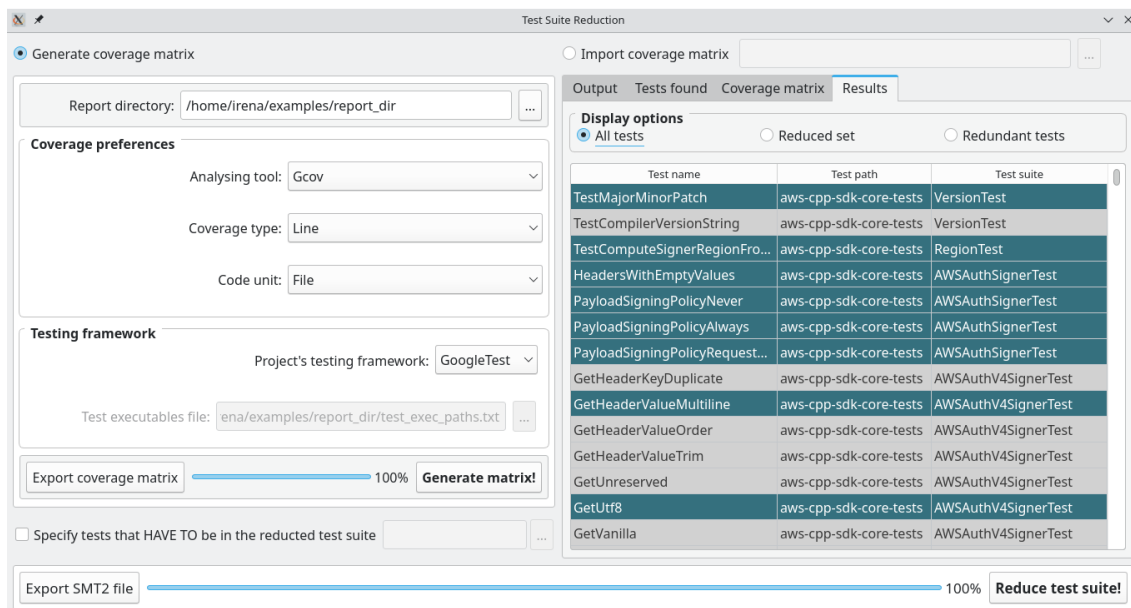 Test Suite Reduction
Generate coverage matrix
Import coverage matrix
...
Report directory: /home/irena/examples/report_dir ...
Coverage preferences
Analysing tool: Gcov
Coverage type: Line
Code unit: File
Testing framework
Project's testing framework: GoogleTest
Test executables file: ena/examples/report_dir/test_exec_paths.txt ...
Export coverage matrix 100% Generate matrix!
Specify tests that HAVE TO be in the reducted test suite ...
Output Tests found Coverage matrix Results
Display options
All tests Reduced set Redundant tests
Test name Test path Test suite
TestMajorMinorPatch aws-cpp-sdk-core-tests VersionTest
TestCompilerVersionString aws-cpp-sdk-core-tests VersionTest
TestComputeSignerRegionFro... aws-cpp-sdk-core-tests RegionTest
HeadersWithEmptyValues aws-cpp-sdk-core-tests AWSAuthSignerTest
PayloadSigningPolicyNever aws-cpp-sdk-core-tests AWSAuthSignerTest
PayloadSigningPolicyAlways aws-cpp-sdk-core-tests AWSAuthSignerTest
PayloadSigningPolicyRequest... aws-cpp-sdk-core-tests AWSAuthSignerTest
GetHeaderKeyDuplicate aws-cpp-sdk-core-tests AWSAuthV4SignerTest
GetHeaderValueMultiline aws-cpp-sdk-core-tests AWSAuthV4SignerTest
GetHeaderValueOrder aws-cpp-sdk-core-tests AWSAuthV4SignerTest
GetHeaderValueTrim aws-cpp-sdk-core-tests AWSAuthV4SignerTest
GetUnreserved aws-cpp-sdk-core-tests AWSAuthV4SignerTest
GetUtf8 aws-cpp-sdk-core-tests AWSAuthV4SignerTest
GetVanilla aws-cpp-sdk-core-tests AWSAuthV4SignerTest
Export SMT2 file 100% Reduce test suite!